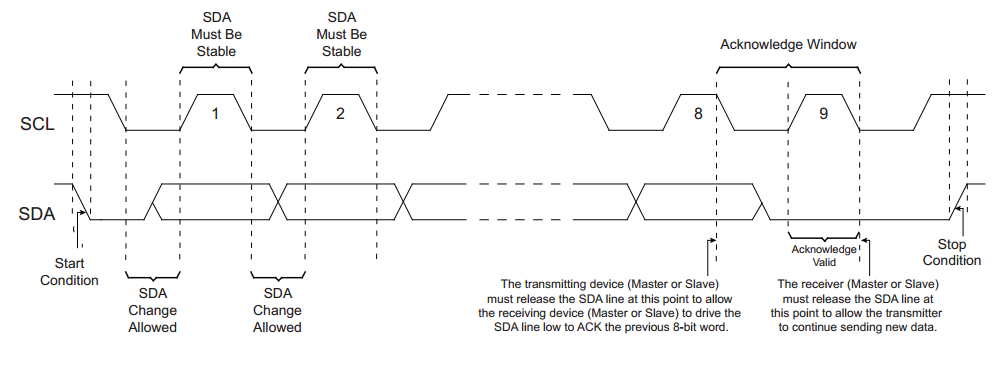 SDA
Must Be
Stable
SDA
Must Be
Stable
Acknowledge Window
SCL
1
2
8
9
SDA
Start
Condition
SDA
Change
Allowed
SDA
Change
Allowed
Acknowledge
Valid
Stop
Condition
The transmitting device (Master or Slave)
must release the SDA line at this point to allow
the receiving device (Master or Slave) to drive the
SDA line low to ACK the previous 8-bit word.
The receiver (Master or Slave)
must release the SDA line at
this point to allow the transmitter
to continue sending new data.